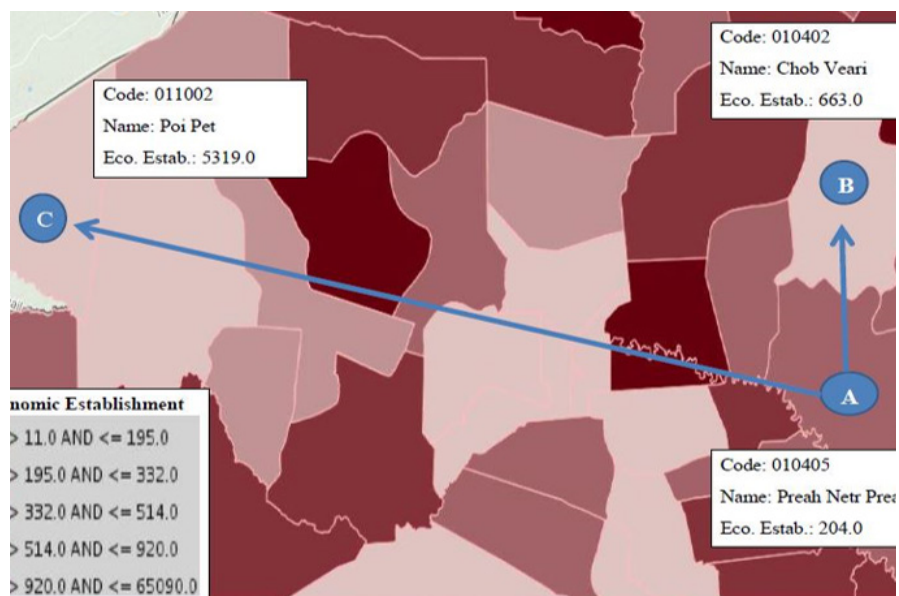 Code: 010402
Name: Chob Veari
Eco. Estab.: 663.0
Code: 011002
Name: Poi Pet
Eco. Estab.: 5319.0
B
C
A
nomic Establishment
> 11.0 AND <= 195.0
> 195.0 AND <= 332.0
> 332.0 AND <= 514.0
> 514.0 AND <= 920.0
> 920.0 AND <= 65090.0
Code: 010405
Name: Preah Netr Prea
Eco. Estab.: 204.0